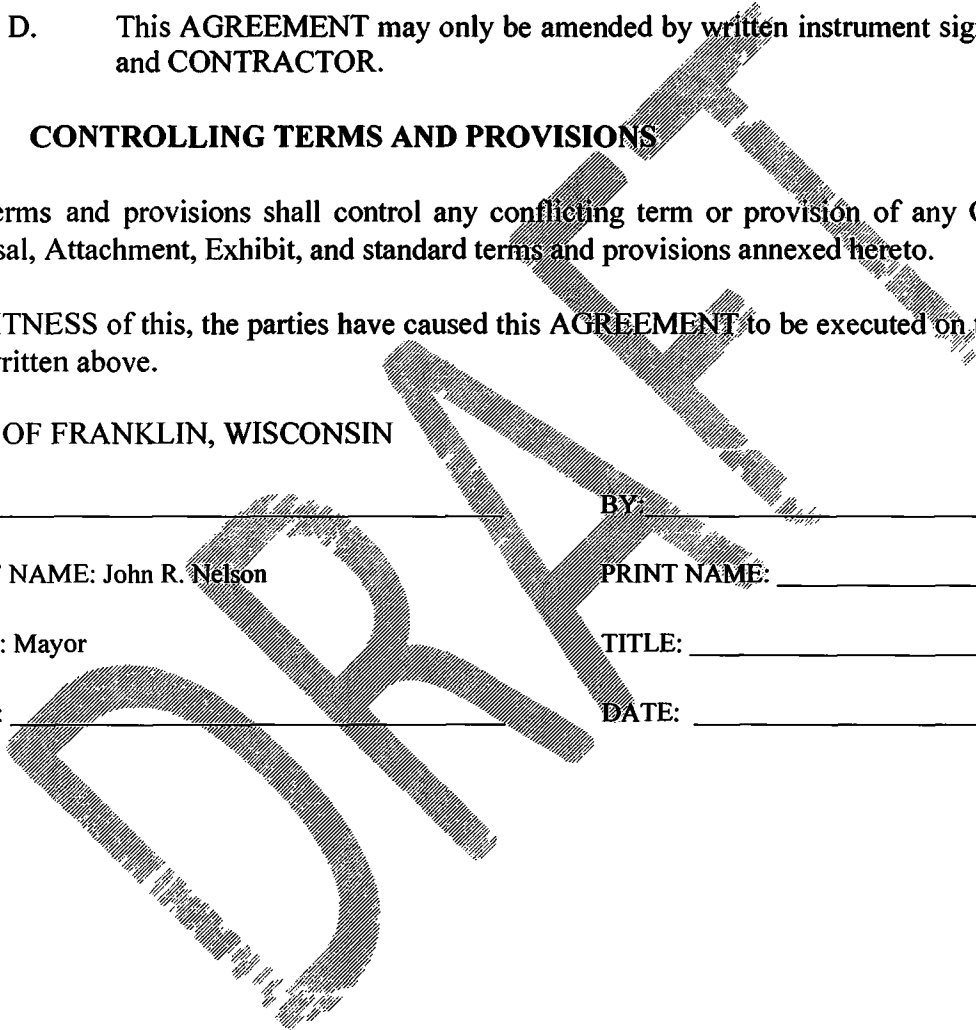 D. This AGREEMENT may only be amended by written instrument sig
and CONTRACTOR.
CONTROLLING TERMS AND PROVISIONS
erms and provisions shall control any conflicting term or provision of any C
sal, Attachment, Exhibit, and standard terms and provisions annexed hereto.
ITNESS of this, the parties have caused this AGREEMENT to be executed on t
ritten above.
OF FRANKLIN, WISCONSIN
BY:
NAME: John R. Nelson PRINT NAME:
: Mayor TITLE:
: DATE:
DRAFT